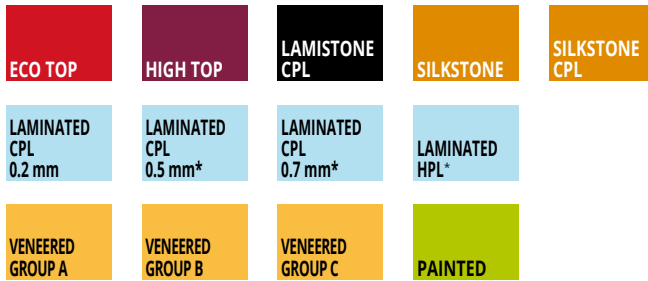 ECO TOP
HIGH TOP
LAMISTONE
CPL
SILKSTONE
SILKSTONE
CPL
LAMINATED
CPL
0.2 mm
LAMINATED
CPL
0.5 mm*
LAMINATED
CPL
0.7 mm*
LAMINATED
HPL*
VENEERED
GROUP A
VENEERED
GROUP B
VENEERED
GROUP C
PAINTED